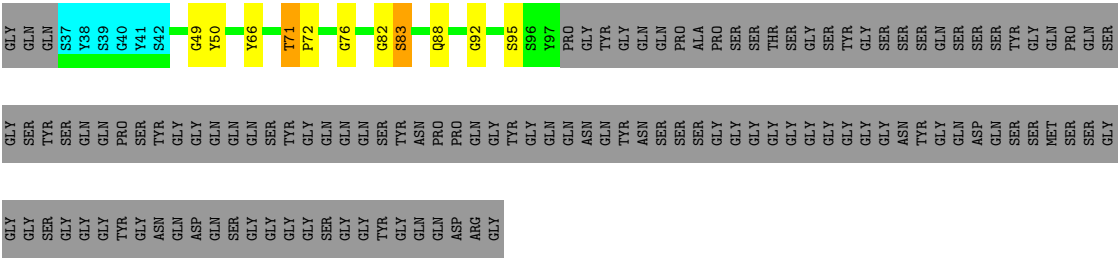 GLY GLN GLN S37 Y38 S39 G40 Y41 S42 G49 Y50 Y66 T71 P72 G76 G82 S83 Q88 G92 S95 S96 Y97 PRO GLY TYR GLY GLN GLN PRO ALA PRO SER SER THR SER GLY SER TYR GLY SER SER SER GLN SER SER SER TYR GLY GLN PRO GLN SER
GLY SER TYR SER GLN GLN PRO SER TYR GLY GLY GLN GLN GLN SER TYR GLY GLN GLN GLN SER TYR ASN PRO PRO GLN GLY TYR GLY GLN GLN ASN GLN TYR ASN SER SER SER GLY GLY GLY GLY GLY GLY GLY GLY GLY GLY ASN TYR GLY GLN ASP GLN SER SER MET SER SER GLY
GLY GLY SER GLY GLY GLY TYR GLY ASN GLN ASP GLN SER GLY GLY GLY GLY SER GLY GLY TYR GLY GLN GLN ASP ARG GLY